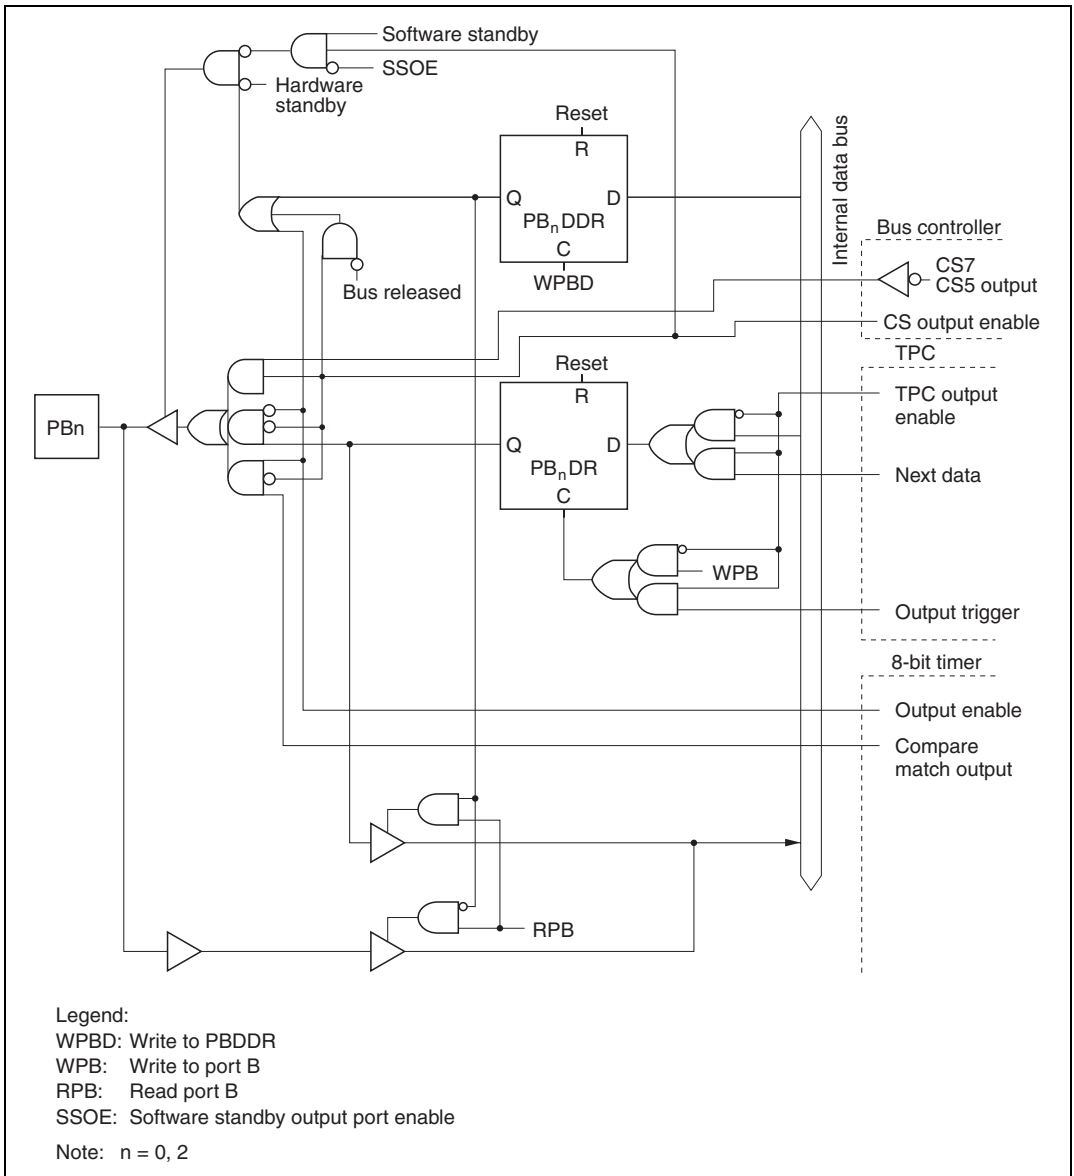 Software standby
SSOE
Hardware
standby
Reset
R
Q
D
PBnDDR
C
WPBD
Internal data bus
Bus controller
CS7
CS5 output
Bus released
CS output enable
TPC
Reset
R
TPC output
enable
PBn
Q
D
PBnDR
C
Next data
WPB
Output trigger
8-bit timer
Output enable
Compare
match output
RPB
Legend:
WPBD: Write to PBDDR
WPB: Write to port B
RPB: Read port B
SSOE: Software standby output port enable
Note: n = 0, 2